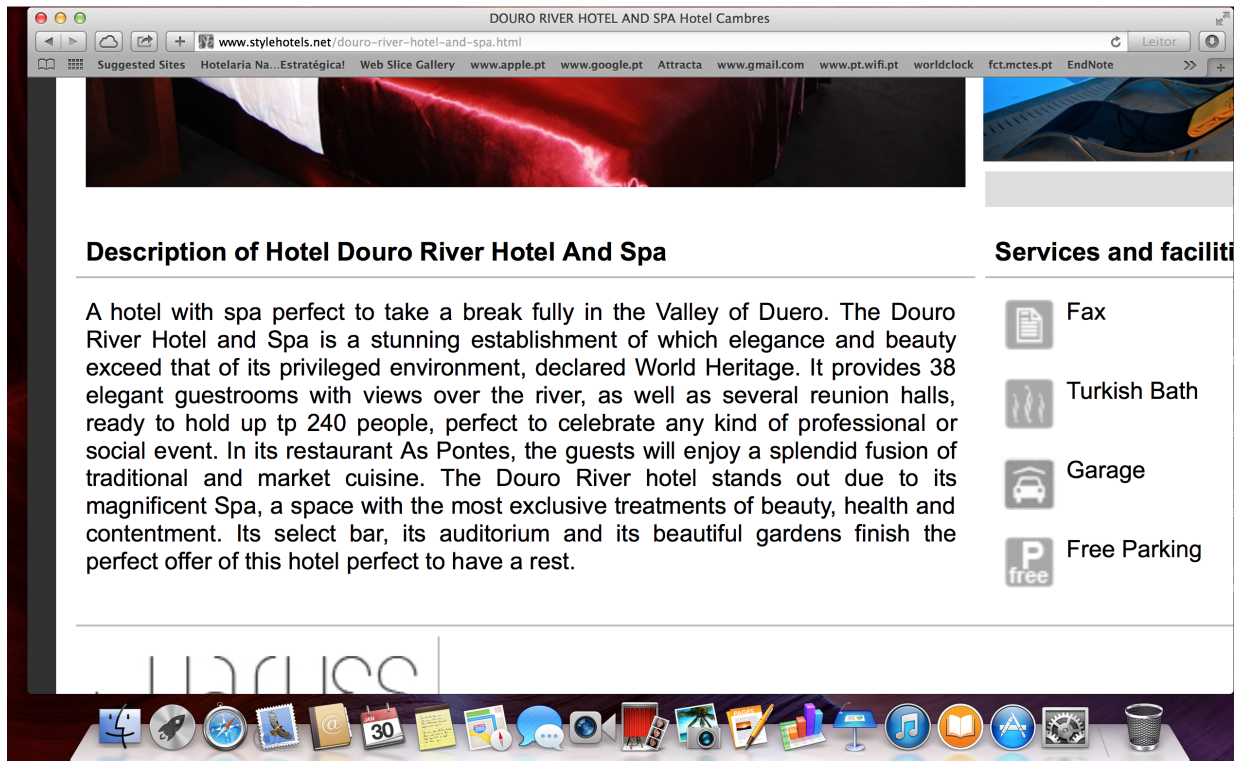 DOURO RIVER HOTEL AND SPA Hotel Cambres
www.stylehotels.net/douro-river-hotel-and-spa.html
Leitor
Suggested Sites Hotelaria Na...Estratégica! Web Slice Gallery www.apple.pt www.google.pt Attracta www.gmail.com www.pt.wifi.pt worldclock fct.mctes.pt EndNote
Description of Hotel Douro River Hotel And Spa
A hotel with spa perfect to take a break fully in the Valley of Duero. The Douro
River Hotel and Spa is a stunning establishment of which elegance and beauty
exceed that of its privileged environment, declared World Heritage. It provides 38
elegant guestrooms with views over the river, as well as several reunion halls,
ready to hold up tp 240 people, perfect to celebrate any kind of professional or
social event. In its restaurant As Pontes, the guests will enjoy a splendid fusion of
traditional and market cuisine. The Douro River hotel stands out due to its
magnificent Spa, a space with the most exclusive treatments of beauty, health and
contentment. Its select bar, its auditorium and its beautiful gardens finish the
perfect offer of this hotel perfect to have a rest.
Services and faciliti
Fax
Turkish Bath
Garage
P
free
Free Parking
JAN
30
PAGES